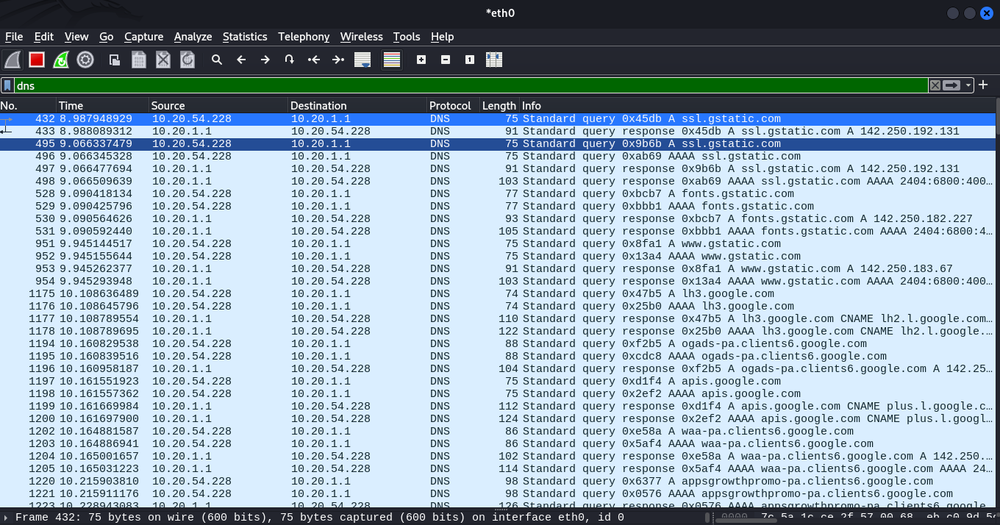 *eth0
File Edit View Go Capture Analyze Statistics Telephony Wireless Tools Help
dns
No. Time Source Destination Protocol Length Info
432 8.987948929 10.20.54.228 10.20.1.1 DNS 75 Standard query 0x45db A ssl.gstatic.com
433 8.988089312 10.20.1.1 10.20.54.228 DNS 91 Standard query response 0x45db A ssl.gstatic.com A 142.250.192.131
495 9.066337479 10.20.54.228 10.20.1.1 DNS 75 Standard query 0x9b6b A ssl.gstatic.com
496 9.066345328 10.20.54.228 10.20.1.1 DNS 75 Standard query 0xab69 AAAA ssl.gstatic.com
497 9.066477694 10.20.1.1 10.20.54.228 DNS 91 Standard query response 0x9b6b A ssl.gstatic.com A 142.250.192.131
498 9.066509639 10.20.1.1 10.20.54.228 DNS 103 Standard query response 0xab69 AAAA ssl.gstatic.com AAAA 2404:6800:400…
528 9.090418134 10.20.54.228 10.20.1.1 DNS 77 Standard query 0xbcb7 A fonts.gstatic.com
529 9.090425796 10.20.54.228 10.20.1.1 DNS 77 Standard query 0xbbb1 AAAA fonts.gstatic.com
530 9.090564626 10.20.1.1 10.20.54.228 DNS 93 Standard query response 0xbcb7 A fonts.gstatic.com A 142.250.182.227
531 9.090592440 10.20.1.1 10.20.54.228 DNS 105 Standard query response 0xbbb1 AAAA fonts.gstatic.com AAAA 2404:6800:4…
951 9.945144517 10.20.54.228 10.20.1.1 DNS 75 Standard query 0x8fa1 A www.gstatic.com
952 9.945155644 10.20.54.228 10.20.1.1 DNS 75 Standard query 0x13a4 AAAA www.gstatic.com
953 9.945262377 10.20.1.1 10.20.54.228 DNS 91 Standard query response 0x8fa1 A www.gstatic.com A 142.250.183.67
954 9.945293948 10.20.1.1 10.20.54.228 DNS 103 Standard query response 0x13a4 AAAA www.gstatic.com AAAA 2404:6800:400…
1175 10.108636489 10.20.54.228 10.20.1.1 DNS 74 Standard query 0x47b5 A lh3.google.com
1176 10.108645796 10.20.54.228 10.20.1.1 DNS 74 Standard query 0x25b0 AAAA lh3.google.com
1177 10.108789554 10.20.1.1 10.20.54.228 DNS 110 Standard query response 0x47b5 A lh3.google.com CNAME lh2.l.google.com…
1178 10.108789695 10.20.1.1 10.20.54.228 DNS 122 Standard query response 0x25b0 AAAA lh3.google.com CNAME lh2.l.google.…
1194 10.160829538 10.20.54.228 10.20.1.1 DNS 88 Standard query 0xf2b5 A ogads-pa.clients6.google.com
1195 10.160839516 10.20.54.228 10.20.1.1 DNS 88 Standard query 0xcdc8 AAAA ogads-pa.clients6.google.com
1196 10.160958187 10.20.1.1 10.20.54.228 DNS 104 Standard query response 0xf2b5 A ogads-pa.clients6.google.com A 142.25…
1197 10.161551923 10.20.54.228 10.20.1.1 DNS 75 Standard query 0xd1f4 A apis.google.com
1198 10.161557362 10.20.54.228 10.20.1.1 DNS 75 Standard query 0x2ef2 AAAA apis.google.com
1199 10.161669984 10.20.1.1 10.20.54.228 DNS 112 Standard query response 0xd1f4 A apis.google.com CNAME plus.l.google.c…
1200 10.161697900 10.20.1.1 10.20.54.228 DNS 124 Standard query response 0x2ef2 AAAA apis.google.com CNAME plus.l.googl…
1202 10.164881587 10.20.54.228 10.20.1.1 DNS 86 Standard query 0xe58a A waa-pa.clients6.google.com
1203 10.164886941 10.20.54.228 10.20.1.1 DNS 86 Standard query 0x5af4 AAAA waa-pa.clients6.google.com
1204 10.165001657 10.20.1.1 10.20.54.228 DNS 102 Standard query response 0xe58a A waa-pa.clients6.google.com A 142.250.…
1205 10.165031223 10.20.1.1 10.20.54.228 DNS 114 Standard query response 0x5af4 AAAA waa-pa.clients6.google.com AAAA 24…
1220 10.215903810 10.20.54.228 10.20.1.1 DNS 98 Standard query 0x6377 A appsgrowthpromo-pa.clients6.google.com
1221 10.215911176 10.20.54.228 10.20.1.1 DNS 98 Standard query 0x0576 AAAA appsgrowthpromo-pa.clients6.google.com
1223 10.228943083 10.20.1.1 10.20.54.228 DNS 126 Standard query response 0x0576 AAAA appsgrowthpromo-pa.clients6.google
Frame 432: 75 bytes on wire (600 bits), 75 bytes captured (600 bits) on interface eth0, id 0
0000 7c 5a 1c ce 2f 57 00 68 eb c0 9d